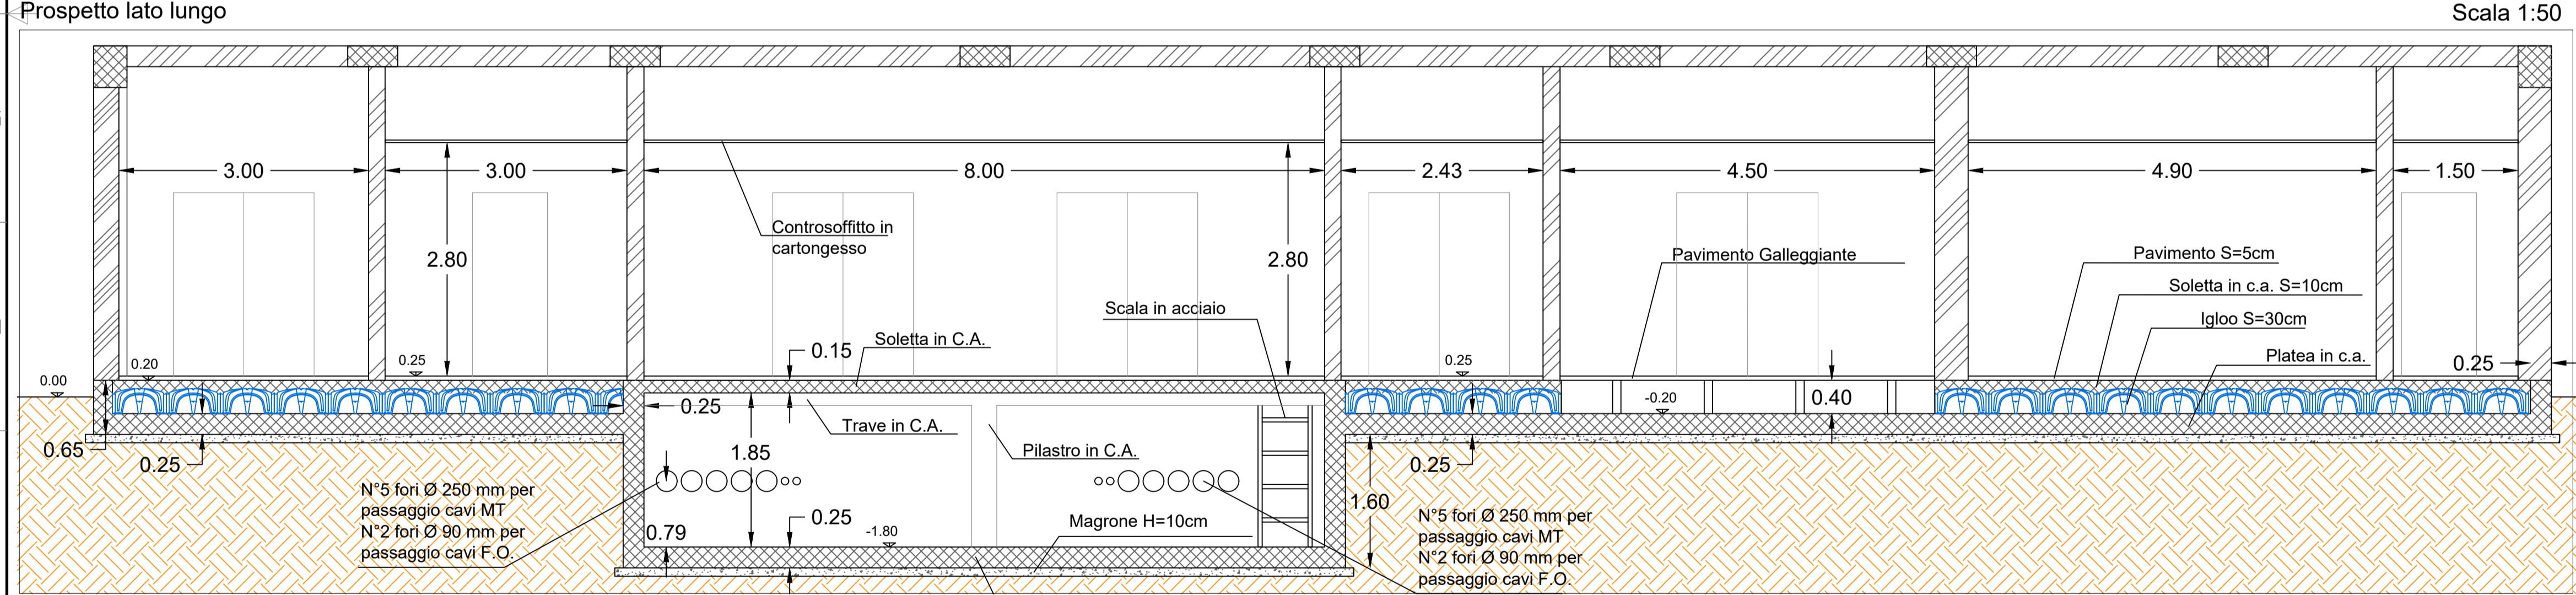 Prospetto lato lungo
Scala 1:50
3.00
3.00
8.00
2.43
4.50
4.90
1.50
2.80
2.80
Controsoffitto in
cartongesso
Pavimento Galleggiante
Pavimento S=5cm
Soletta in c.a. S=10cm
Igloo S=30cm
Platea in c.a.
Scala in acciaio
Soletta in C.A.
0.15
0.00
0.20
0.25
0.25
0.25
0.65
0.25
0.25
Trave in C.A.
Pilastro in C.A.
1.85
-0.20
0.40
0.25
1.60
N°5 fori Ø 250 mm per
passaggio cavi MT
N°2 fori Ø 90 mm per
passaggio cavi F.O.
0.79
0.25
-1.80
Magrone H=10cm
N°5 fori Ø 250 mm per
passaggio cavi MT
N°2 fori Ø 90 mm per
passaggio cavi F.O.